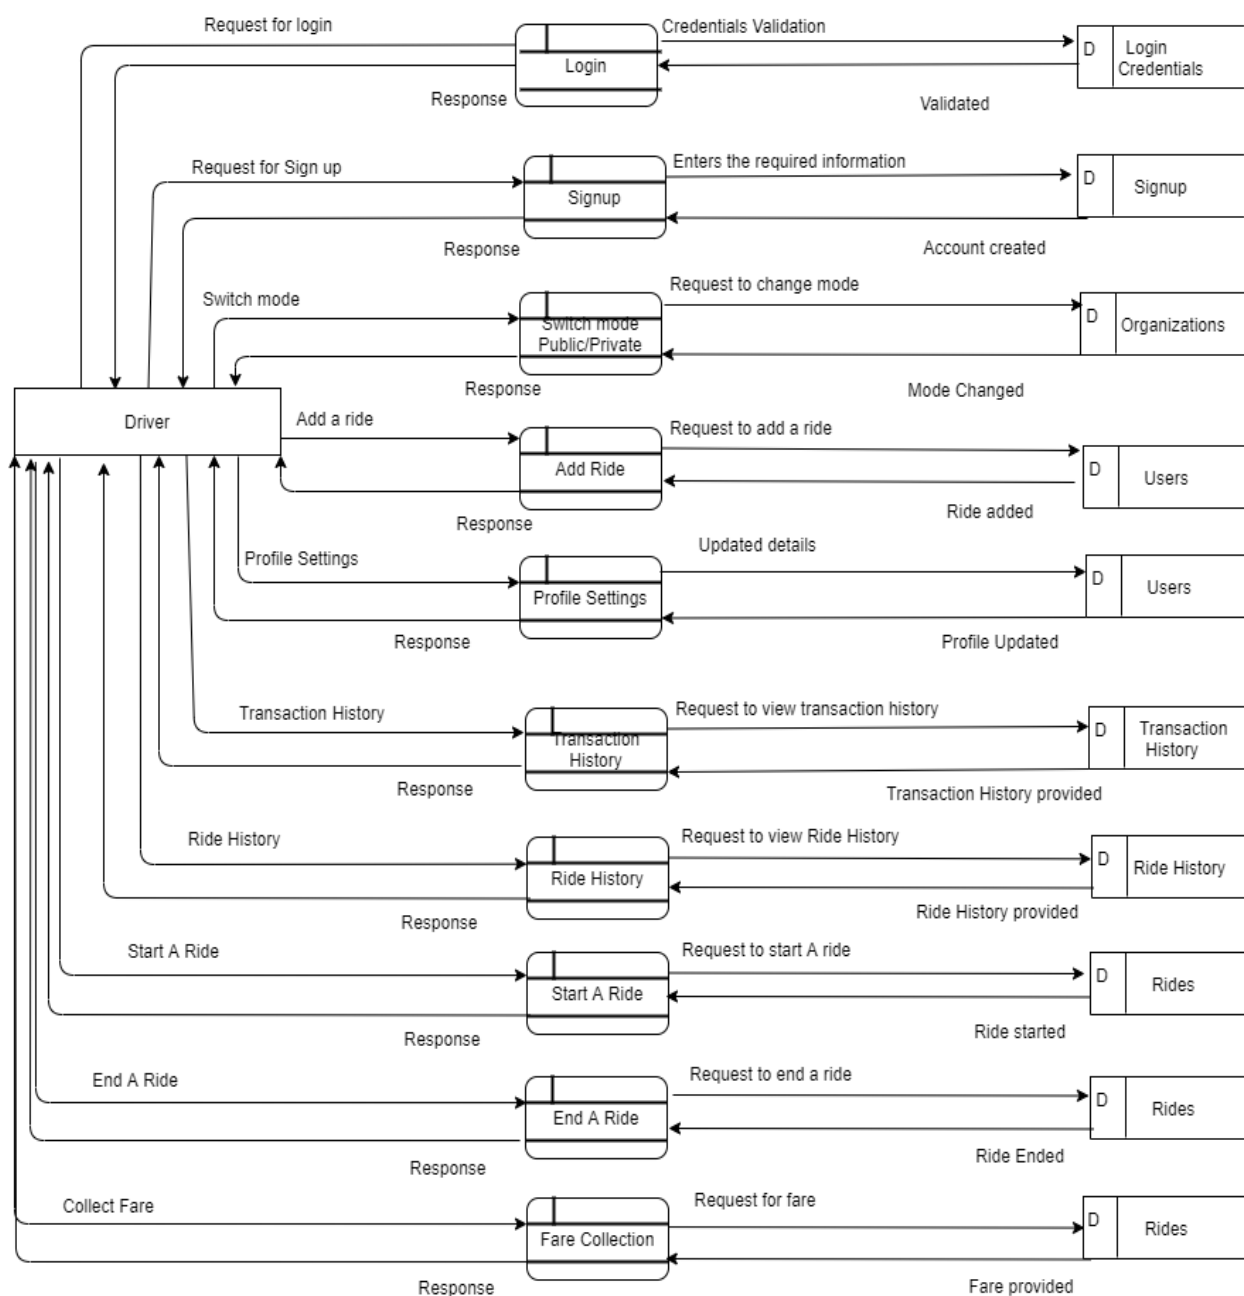 Request for login
Credentials Validation
D
Login
Credentials
Login
Response
Validated
Request for Sign up
Enters the required information
D
Signup
Signup
Response
Account created
Switch mode
Request to change mode
D
Organizations
Switch mode
Public/Private
Response
Mode Changed
Driver
Add a ride
Request to add a ride
D
Users
Add Ride
Response
Ride added
Profile Settings
Updated details
D
Users
Profile Settings
Response
Profile Updated
Transaction History
Request to view transaction history
D
Transaction
History
Transaction
History
Response
Transaction History provided
Ride History
Request to view Ride History
D
Ride History
Ride History
Response
Ride History provided
Start A Ride
Request to start A ride
D
Rides
Start A Ride
Response
Ride started
End A Ride
Request to end a ride
D
Rides
End A Ride
Response
Ride Ended
Collect Fare
Request for fare
D
Rides
Fare Collection
Response
Fare provided